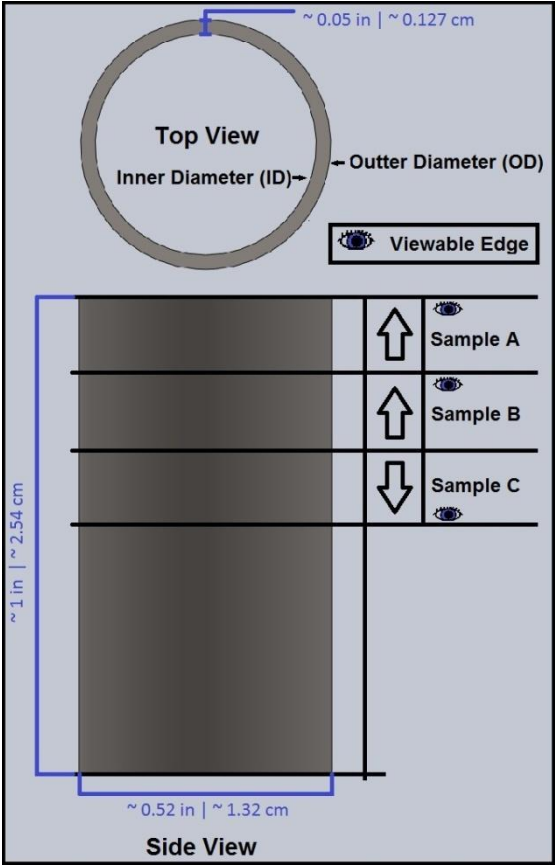 ~ 0.05 in | ~ 0.127 cm
Top View
Inner Diameter (ID)
Outter Diameter (OD)
Viewable Edge
Sample A
Sample B
Sample C
~ 1 in | ~ 2.54 cm
~ 0.52 in | ~ 1.32 cm
Side View